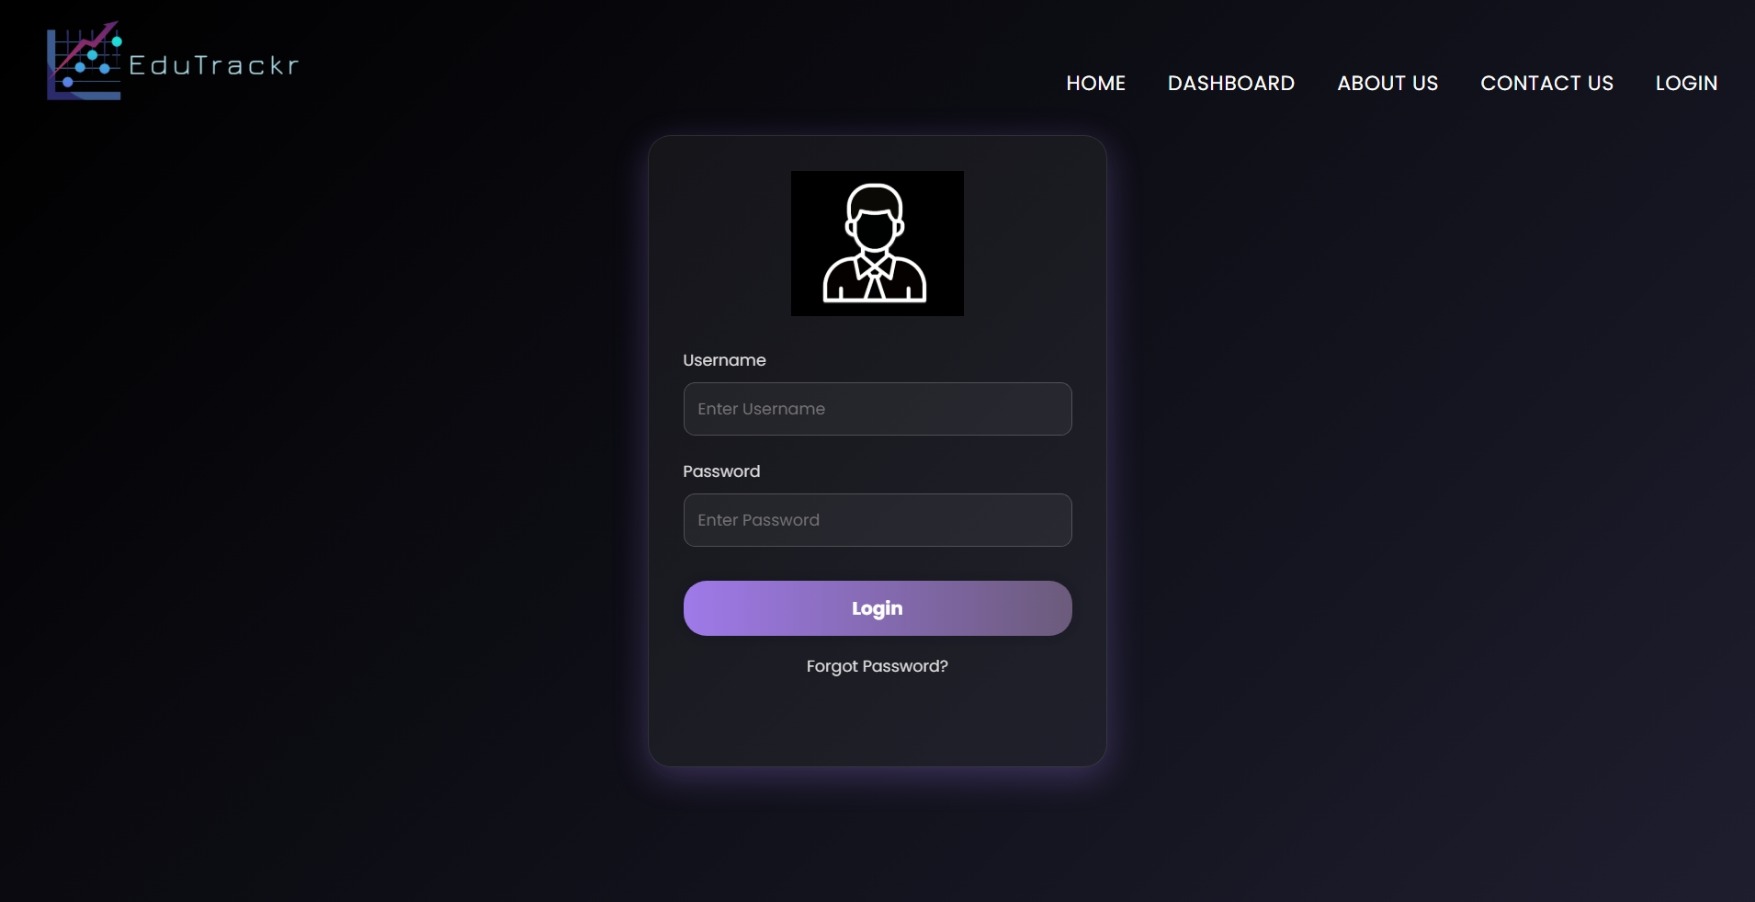 EduTrackr
HOME DASHBOARD ABOUT US CONTACT US LOGIN
Username
Enter Username
Password
Enter Password
Login
Forgot Password?